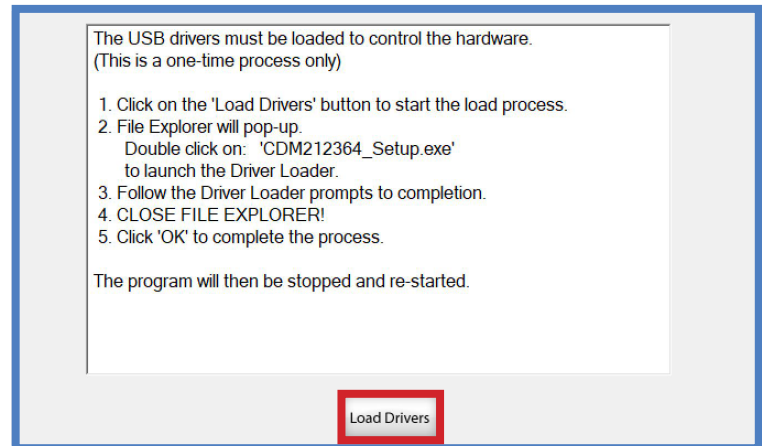 The USB drivers must be loaded to control the hardware.
(This is a one-time process only)
1. Click on the 'Load Drivers' button to start the load process.
2. File Explorer will pop-up.
Double click on: 'CDM212364_Setup.exe'
to launch the Driver Loader.
3. Follow the Driver Loader prompts to completion.
4. CLOSE FILE EXPLORER!
5. Click 'OK' to complete the process.
The program will then be stopped and re-started.
Load Drivers